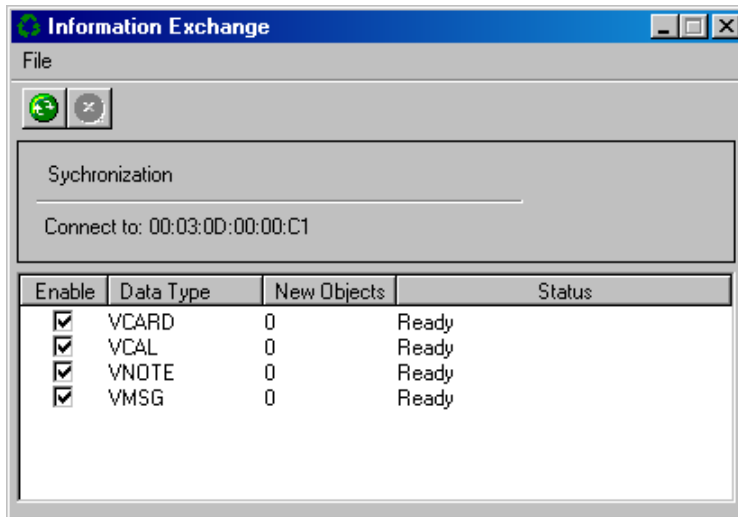 Information Exchange
File
Sychronization
Connect to: 00:03:0D:00:00:C1
Enable Data Type New Objects Status
VCARD 0 Ready
VCAL 0 Ready
VNOTE 0 Ready
VMSG 0 Ready